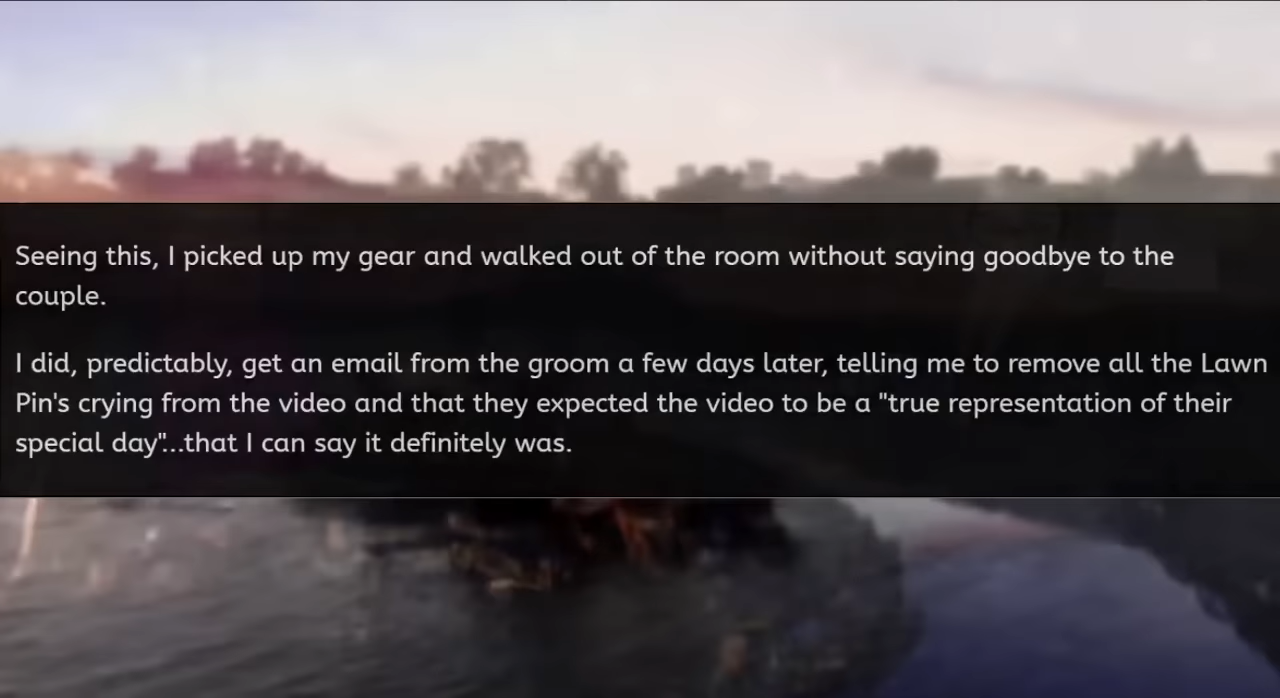 Seeing this, I picked up my gear and walked out of the room without saying goodbye to the
couple.
I did, predictably, get an email from the groom a few days later, telling me to remove all the Lawn
Pin's crying from the video and that they expected the video to be a "true representation of their
special day"...that I can say it definitely was.